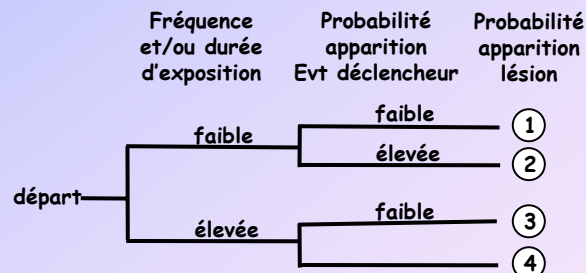 Fréquence
et/ou durée
d'exposition
Probabilité
apparition
Evt déclencheur
Probabilité
apparition
lésion
départ
faible
faible
1
élevée
2
élevée
faible
3
4